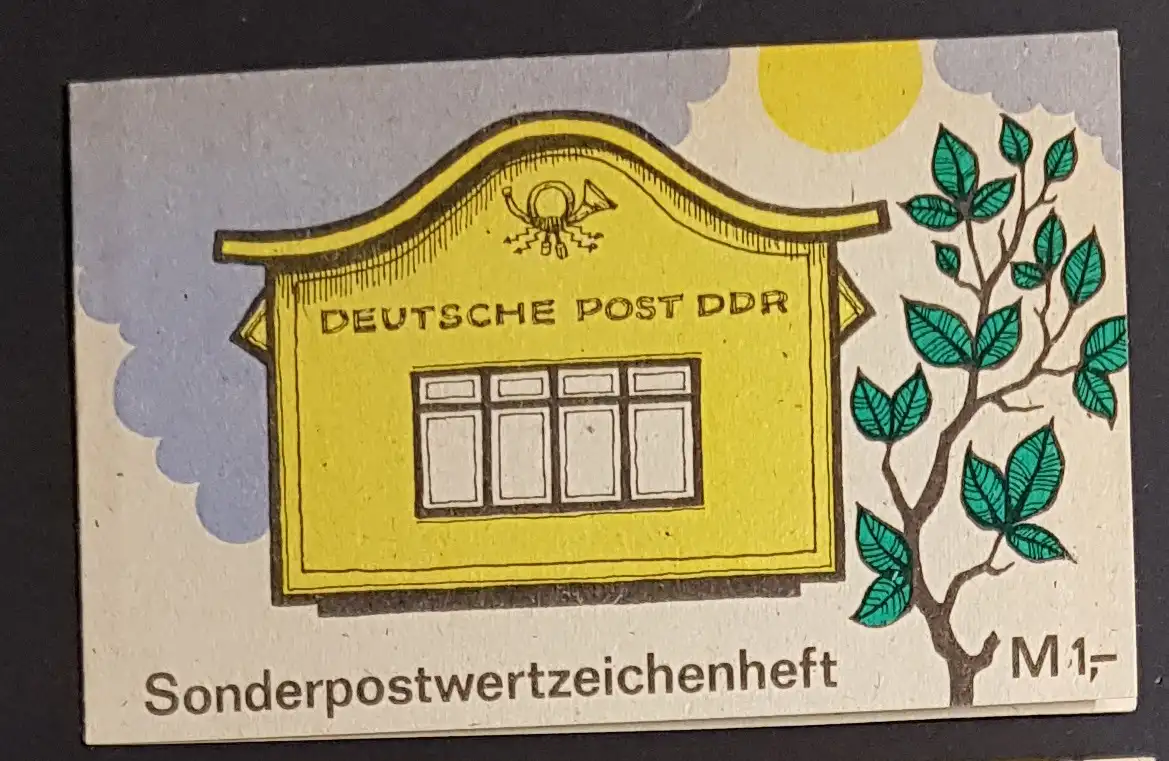 DEUTSCHE POST DDR
Sonderpostwertzeichenheft
M 1,–